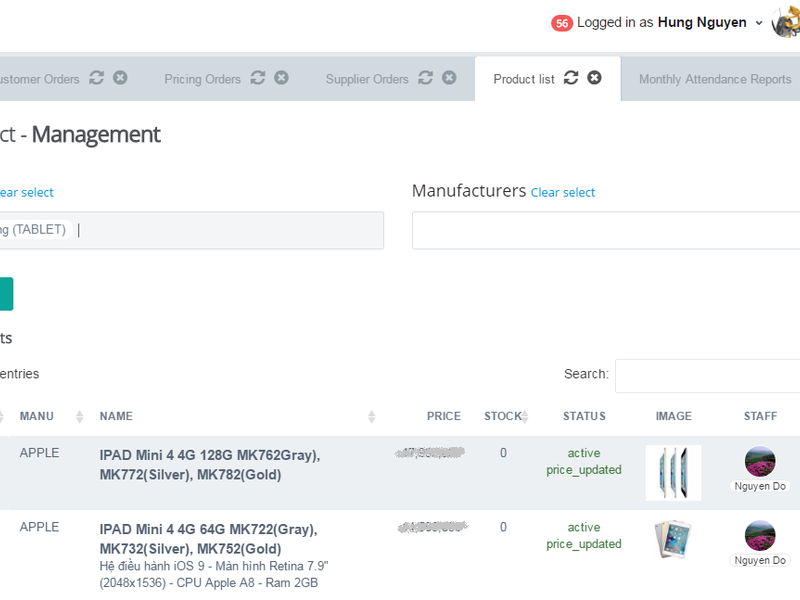 56 Logged in as Hung Nguyen
ustomer Orders Pricing Orders Supplier Orders Product list Monthly Attendance Reports
ct - Management
ear select
Manufacturers Clear select
ng (TABLET)
ts
entries
Search:
MANU NAME PRICE STOCK STATUS IMAGE STAFF
APPLE IPAD Mini 4 4G 128G MK762Gray), 0 active
MK772(Silver), MK782(Gold) price_updated
Nguyen Do
APPLE IPAD Mini 4 4G 64G MK722(Gray), 0 active
MK732(Silver), MK752(Gold) price_updated
Nguyen Do
Hệ điều hành iOS 9 - Màn hình Retina 7.9"
(2048x1536) - CPU Apple A8 - Ram 2GB